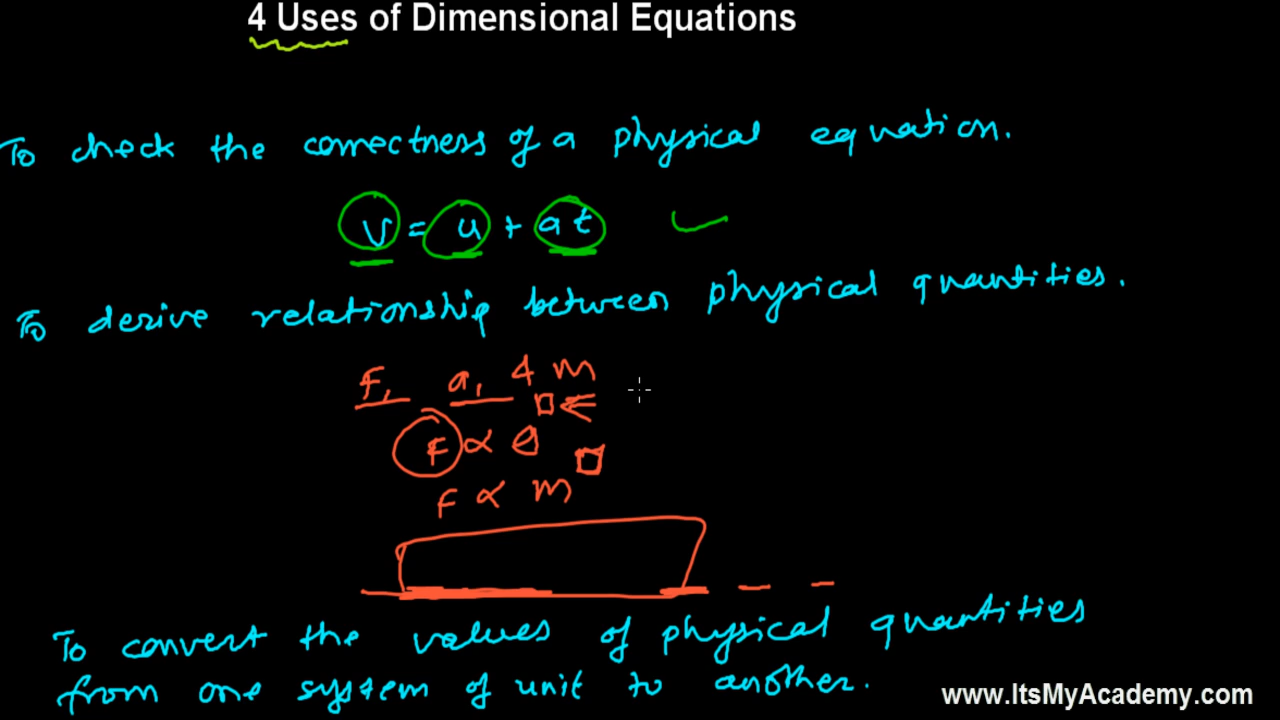 4 Uses of Dimensional Equations
To check the correctness of a physical equation.
v = u + at
To derive relationship between physical quantities.
F, a, & m
F ∝ a
F ∝ m
To convert the values of physical quantities
from one system of unit to another.
www.ItsMyAcademy.com